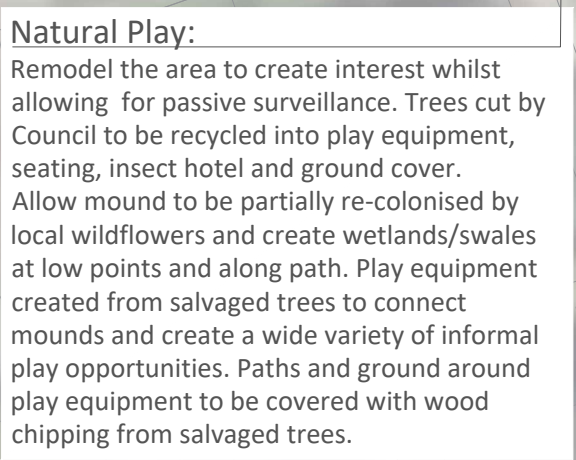 Natural Play:
Remodel the area to create interest whilst
allowing for passive surveillance. Trees cut by
Council to be recycled into play equipment,
seating, insect hotel and ground cover.
Allow mound to be partially re-colonised by
local wildflowers and create wetlands/swales
at low points and along path. Play equipment
created from salvaged trees to connect
mounds and create a wide variety of informal
play opportunities. Paths and ground around
play equipment to be covered with wood
chipping from salvaged trees.